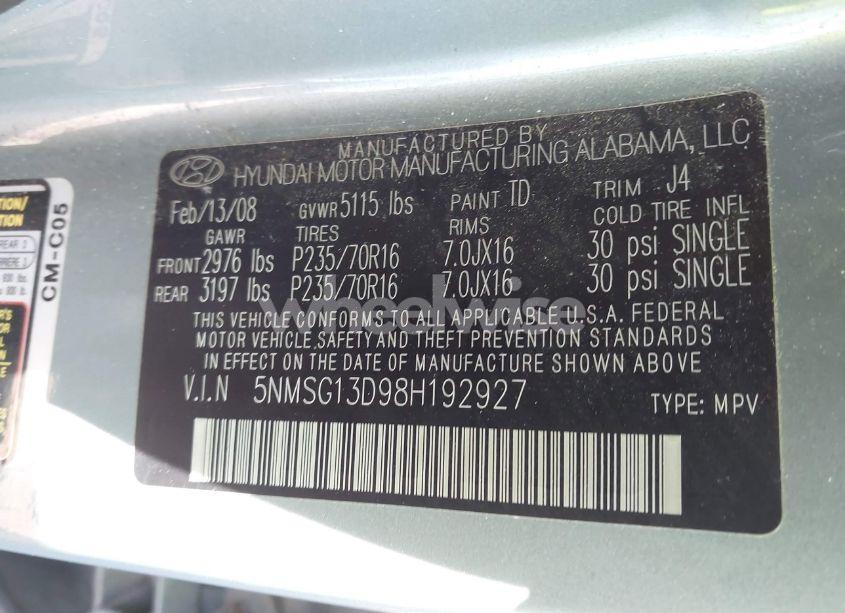 MANUFACTURED BY
HYUNDAI MOTOR MANUFACTURING ALABAMA, LLC
Feb/13/08 GVWR 5115 lbs PAINT TD TRIM J4
GAWR TIRES RIMS COLD TIRE INFL
FRONT 2976 lbs P235/70R16 7.0JX16 30 psi SINGLE
REAR 3197 lbs P235/70R16 7.0JX16 30 psi SINGLE
THIS VEHICLE CONFORMS TO ALL APPLICABLE U.S.A. FEDERAL
MOTOR VEHICLE,SAFETY AND THEFT PREVENTION STANDARDS
IN EFFECT ON THE DATE OF MANUFACTURE SHOWN ABOVE
V.I.N 5NMSG13D98H192927 TYPE: MPV
CM-C05
wheelwise